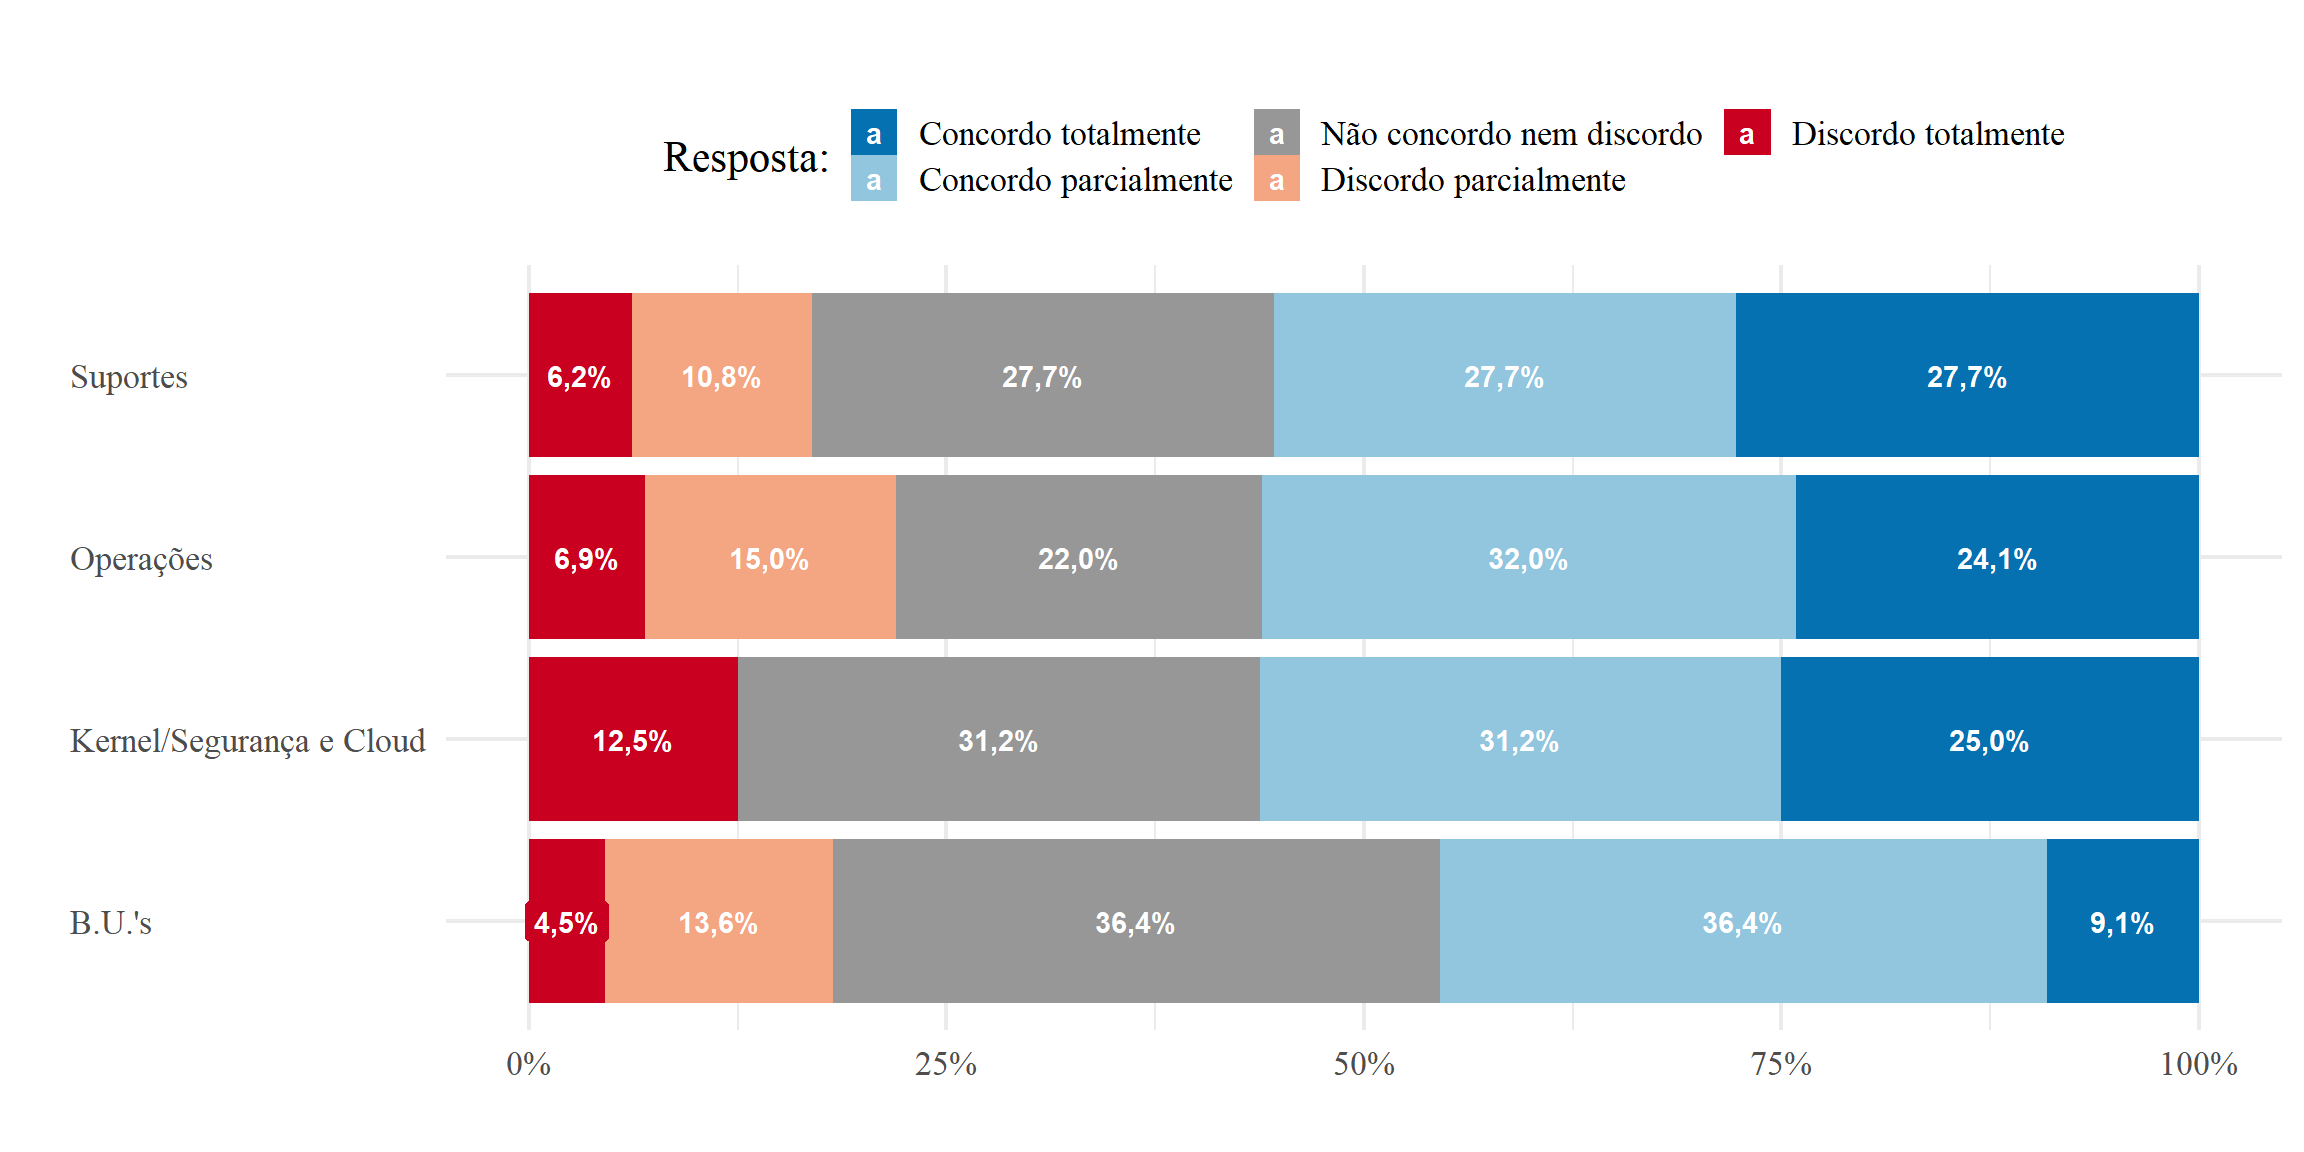 Resposta:
a Concordo totalmente
a Concordo parcialmente
a Não concordo nem discordo
a Discordo parcialmente
a Discordo totalmente
Suportes 6,2% 10,8% 27,7% 27,7% 27,7%
Operações 6,9% 15,0% 22,0% 32,0% 24,1%
Kernel/Segurança e Cloud 12,5% 31,2% 31,2% 25,0%
B.U.'s 4,5% 13,6% 36,4% 36,4% 9,1%
0% 25% 50% 75% 100%